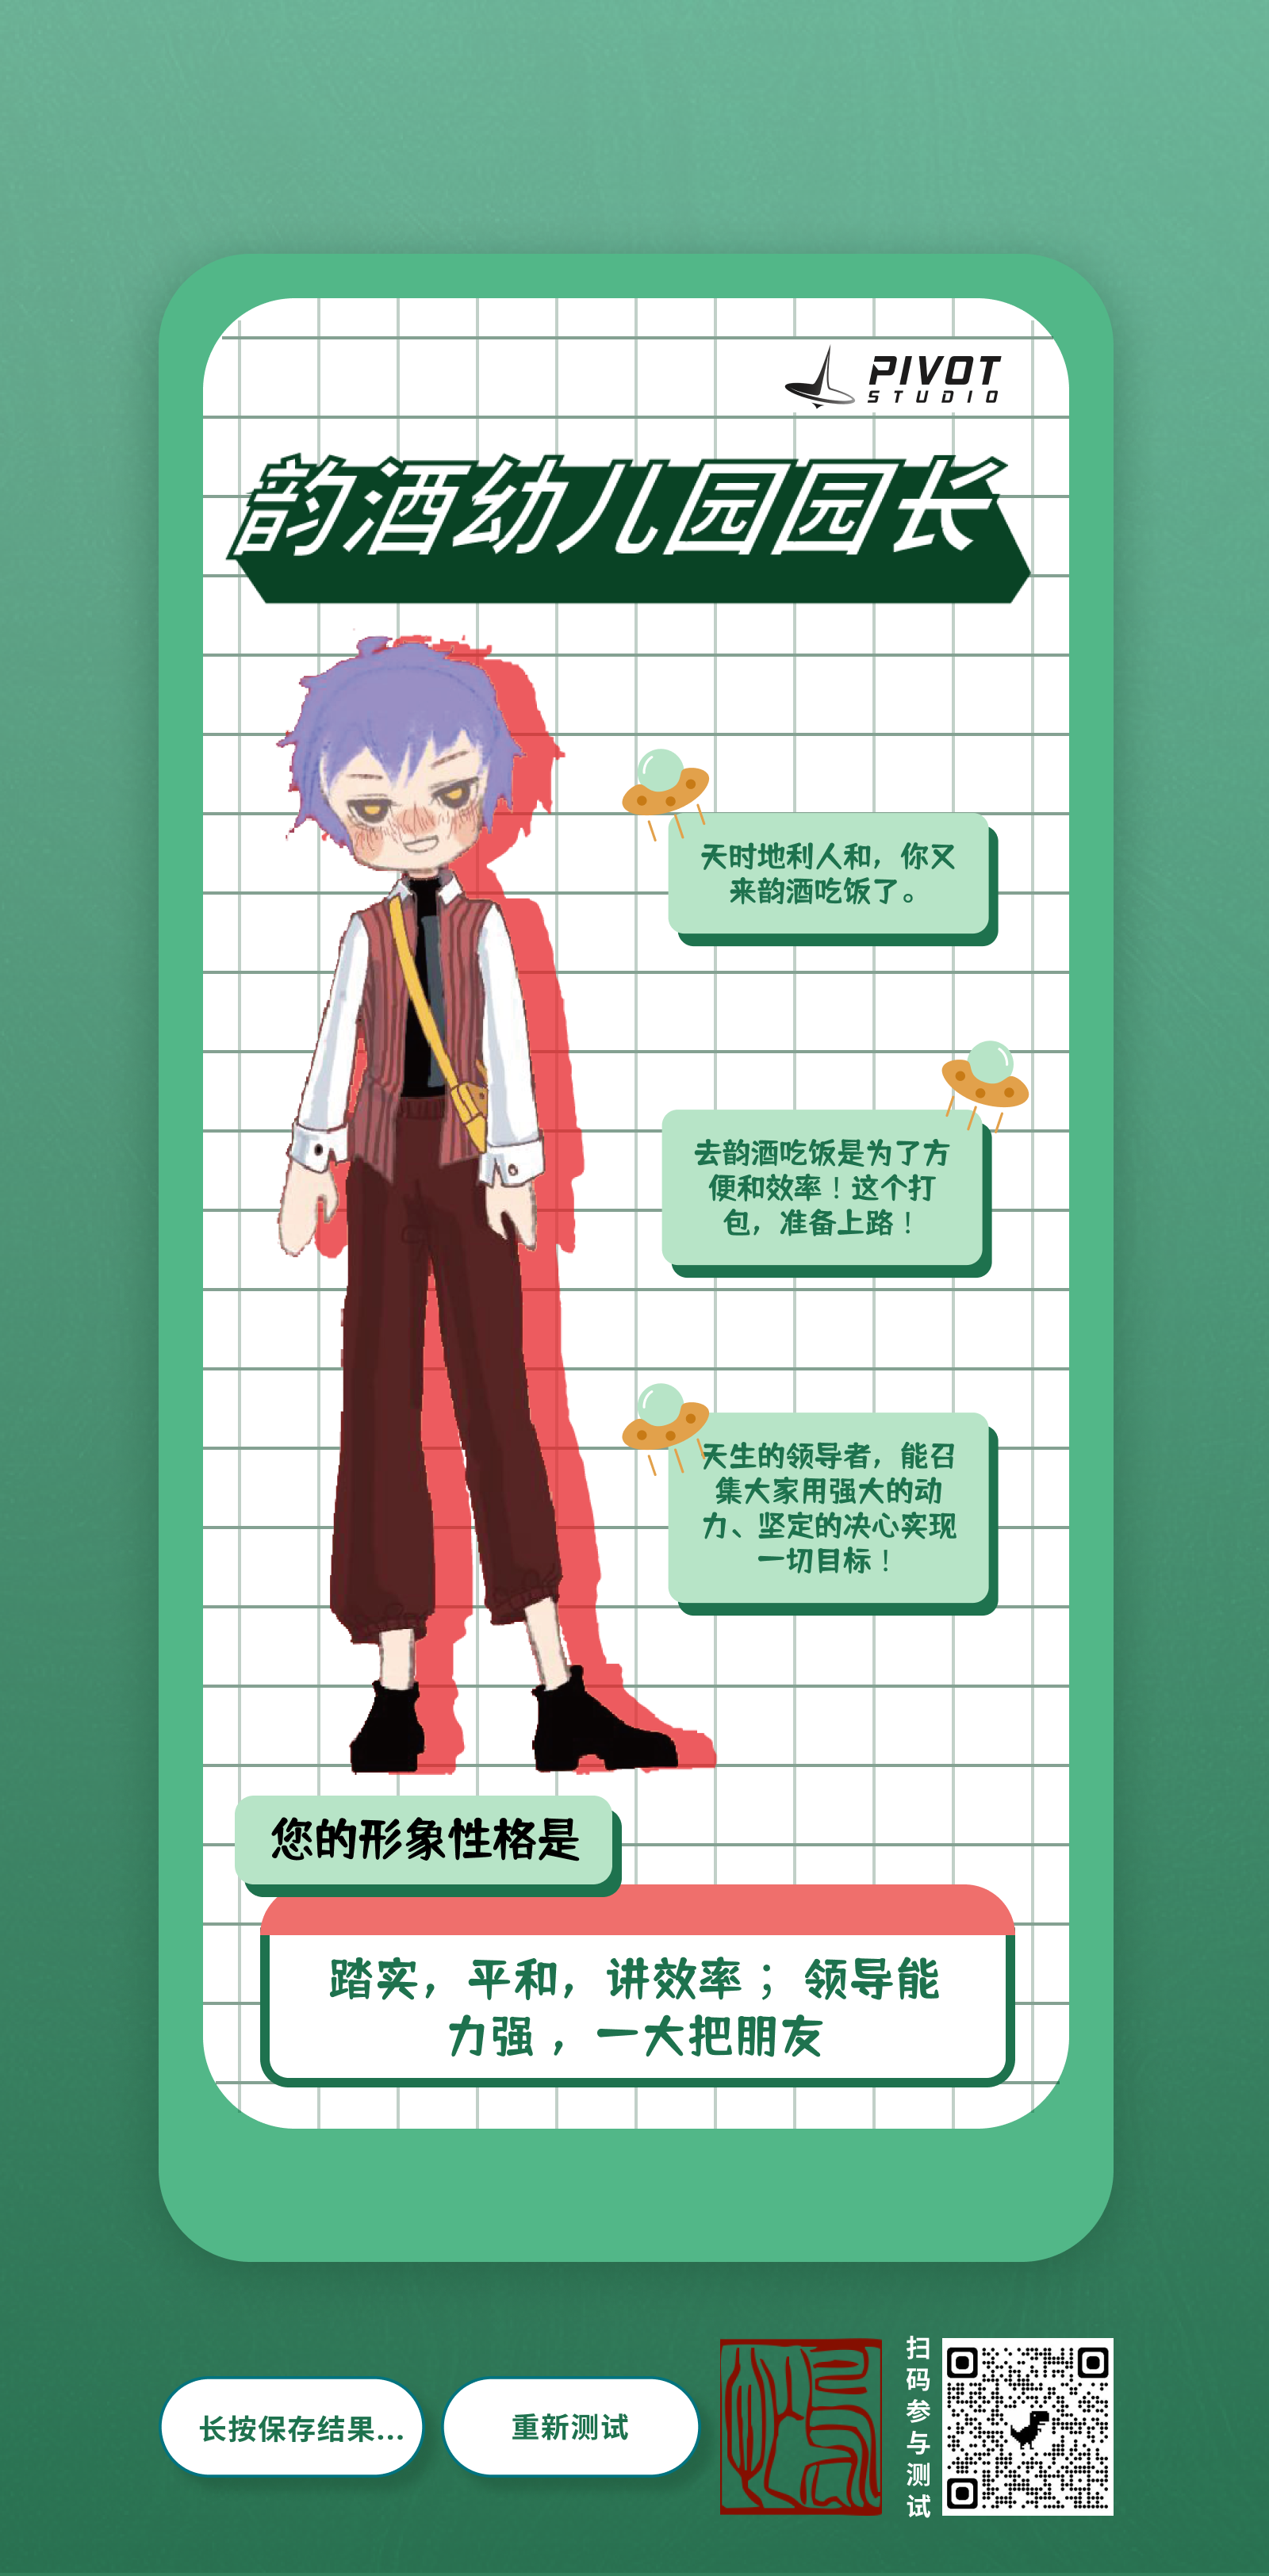 PIVOT
STUDIO
韵酒幼儿园园长
天时地利人和，你又
来韵酒吃饭了。
去韵酒吃饭是为了方
便和效率！这个打
包，准备上路！
天生的领导者，能召
集大家用强大的动
力、坚定的决心实现
一切目标！
您的形象性格是
踏实，平和，讲效率；领导能
力强，一大把朋友
长按保存结果...
重新测试
扫码参与测试